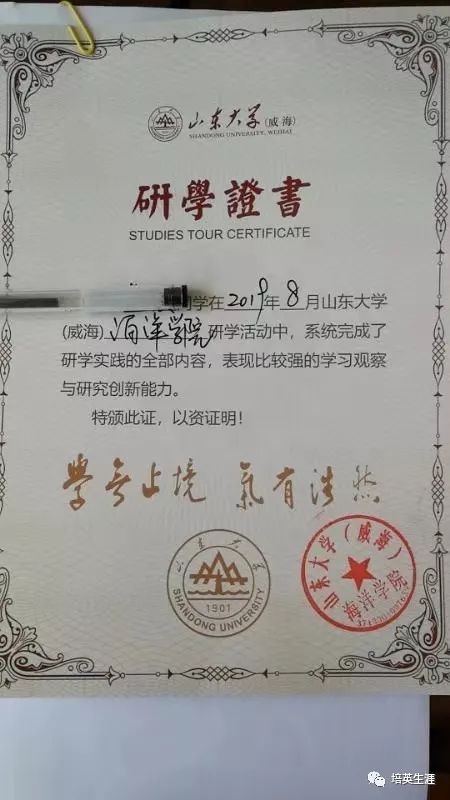 山东大学(威海)
SHANDONG UNIVERSITY, WEIHAI
研學證書
STUDIES TOUR CERTIFICATE
同学在2019年8月山东大学
(威海)海洋学院研学活动中，系统完成了
研学实践的全部内容，表现比较强的学习观察
与研究创新能力。
特颁此证，以资证明！
學無止境 氣有浩然
山东大学
1901
SHANDONG UNIVERSITY
山东大学（威海）
海洋学院
培英生涯